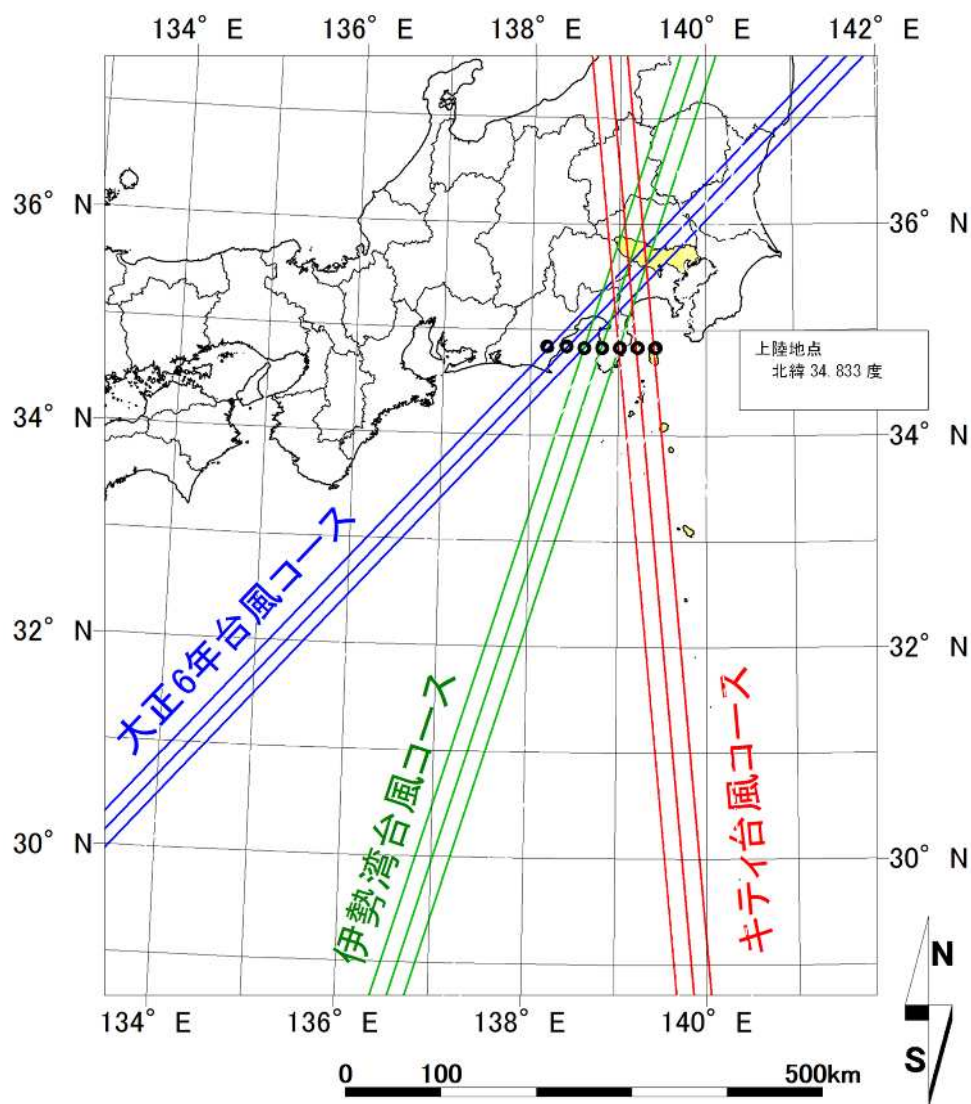 134° E 136° E 138° E 140° E 142° E
36° N 36° N
上陸地点
北緯 34.833 度
34° N 34° N
大正6年台風コース
32° N 32° N
伊勢湾台風コース
キティ台風コース
30° N 30° N
134° E 136° E 138° E 140° E
N
S
0 100 500km